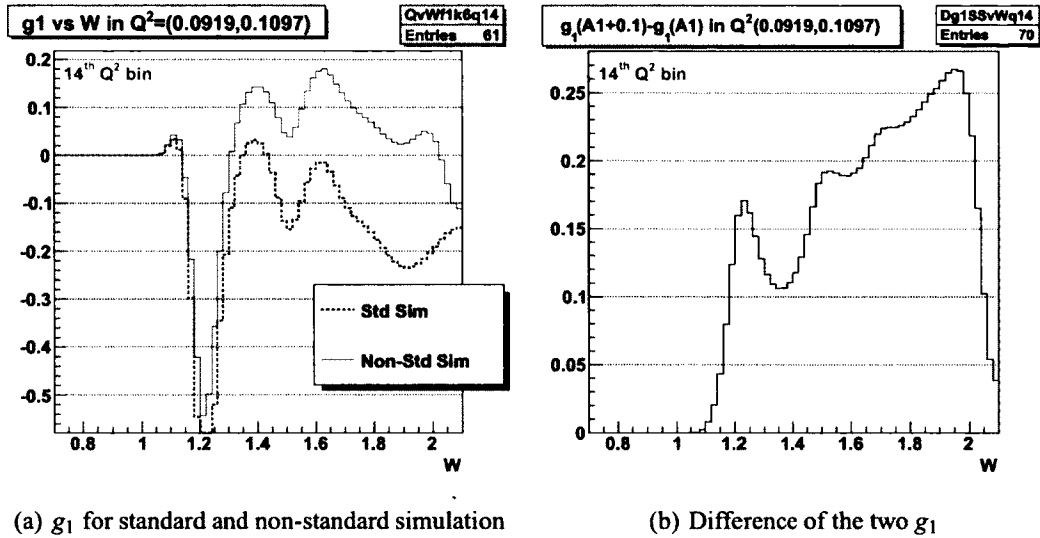 g1 vs W in Q²=(0.0919,0.1097)
QvWf1k6q14
Entries 61
14th Q² bin
0.2
0.1
0
-0.1
-0.2
-0.3
-0.4
-0.5
0.8 1 1.2 1.4 1.6 1.8 2
W
Std Sim
Non-Std Sim
(a) g₁ for standard and non-standard simulation
g₁(A1+0.1)-g₁(A1) in Q²(0.0919,0.1097)
Dg1SSvWq14
Entries 70
14th Q² bin
0.25
0.2
0.15
0.1
0.05
0
0.8 1 1.2 1.4 1.6 1.8 2
W
(b) Difference of the two g₁